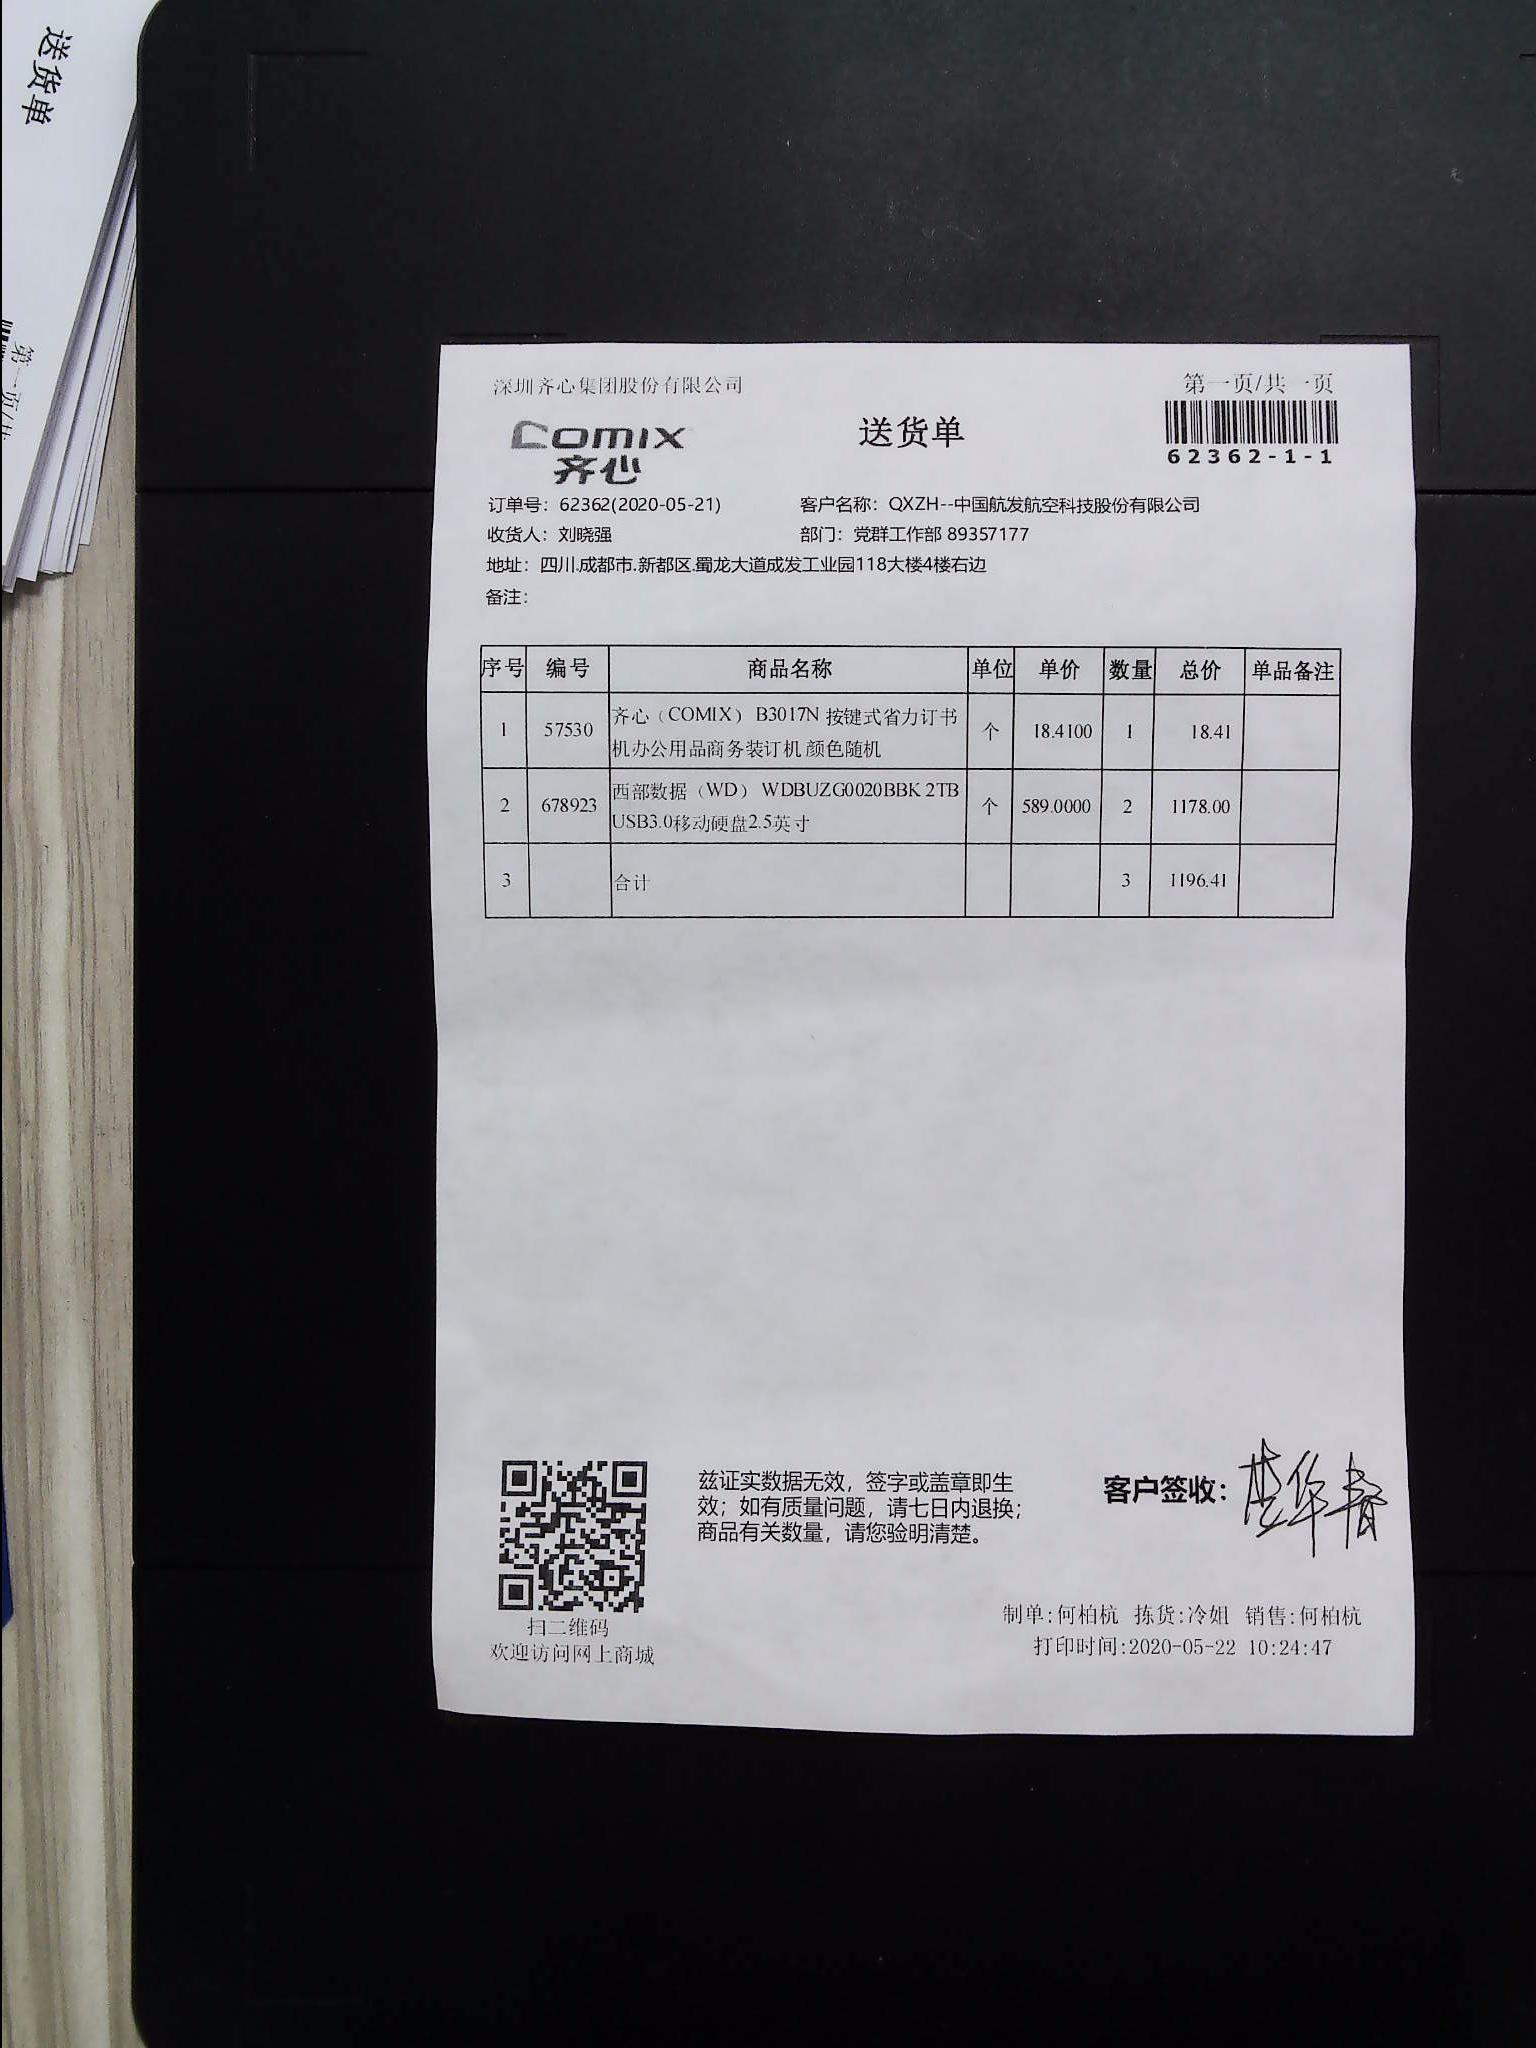 送货单
第一页/共
深圳齐心集团股份有限公司
第一页/共一页
COMIX
齐心
送货单
62362-1-1
订单号：62362(2020-05-21) 客户名称：QXZH--中国航发航空科技股份有限公司
收货人：刘晓强 部门：党群工作部 89357177
地址：四川.成都市.新都区.蜀龙大道成发工业园118大楼4楼右边
备注：
序号 编号 商品名称 单位 单价 数量 总价 单品备注
1 57530 齐心（COMIX） B3017N 按键式省力订书 个 18.4100 1 18.41
机办公用品商务装订机 颜色随机
2 678923 西部数据（WD） WDBUZG0020BBK 2TB 个 589.0000 2 1178.00
USB3.0移动硬盘2.5英寸
3 合计 3 1196.41
兹证实数据无效，签字或盖章即生
效；如有质量问题，请七日内退换；
商品有关数量，请您验明清楚。
客户签收：
扫二维码
欢迎访问网上商城
制单:何柏杭 拣货:冷姐 销售:何柏杭
打印时间:2020-05-22 10:24:47